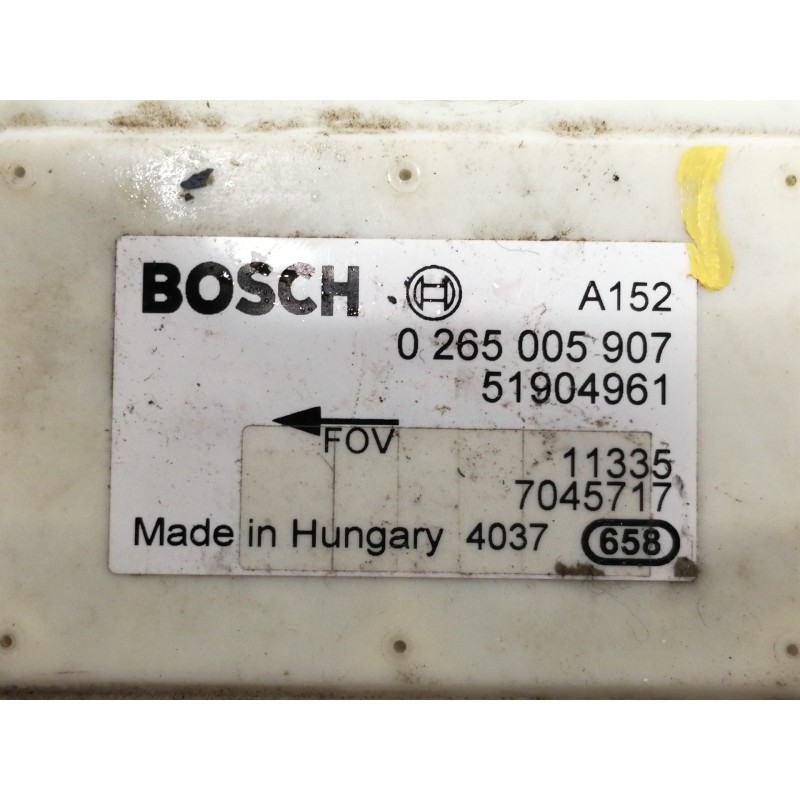 BOSCH A152
0 265 005 907
51904961
FOV
11335
7045717
Made in Hungary 4037 658